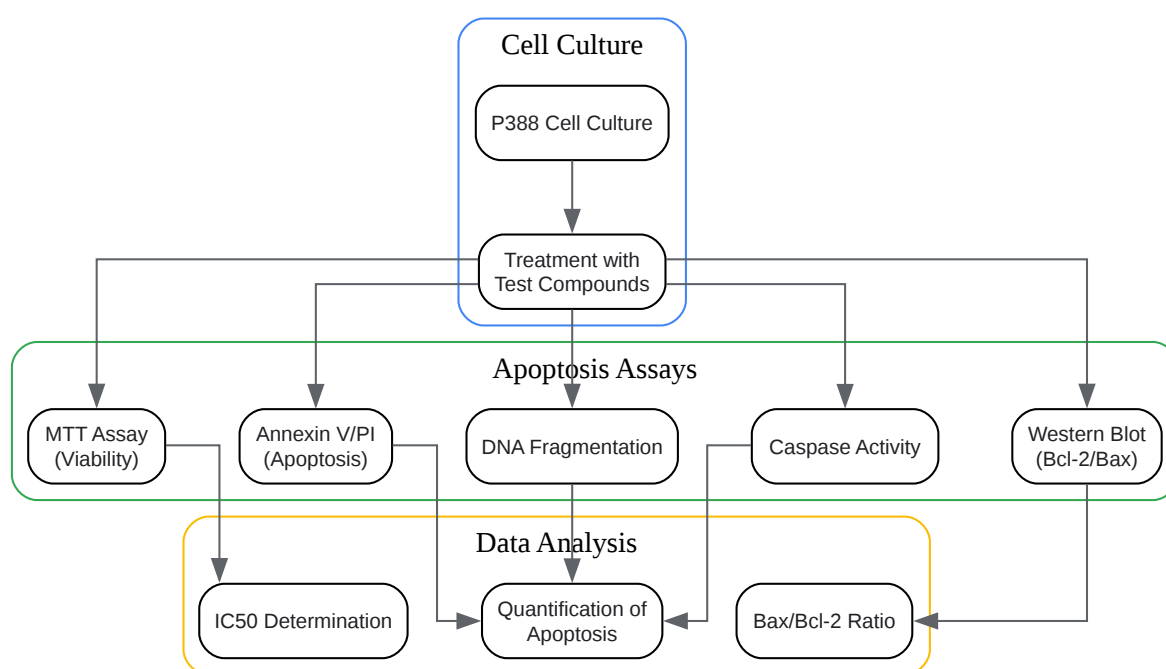 Cell Culture
P388 Cell Culture
Treatment with
Test Compounds
Apoptosis Assays
MTT Assay
(Viability)
Annexin V/PI
(Apoptosis)
DNA Fragmentation
Caspase Activity
Western Blot
(Bcl-2/Bax)
Data Analysis
IC50 Determination
Quantification of
Apoptosis
Bax/Bcl-2 Ratio